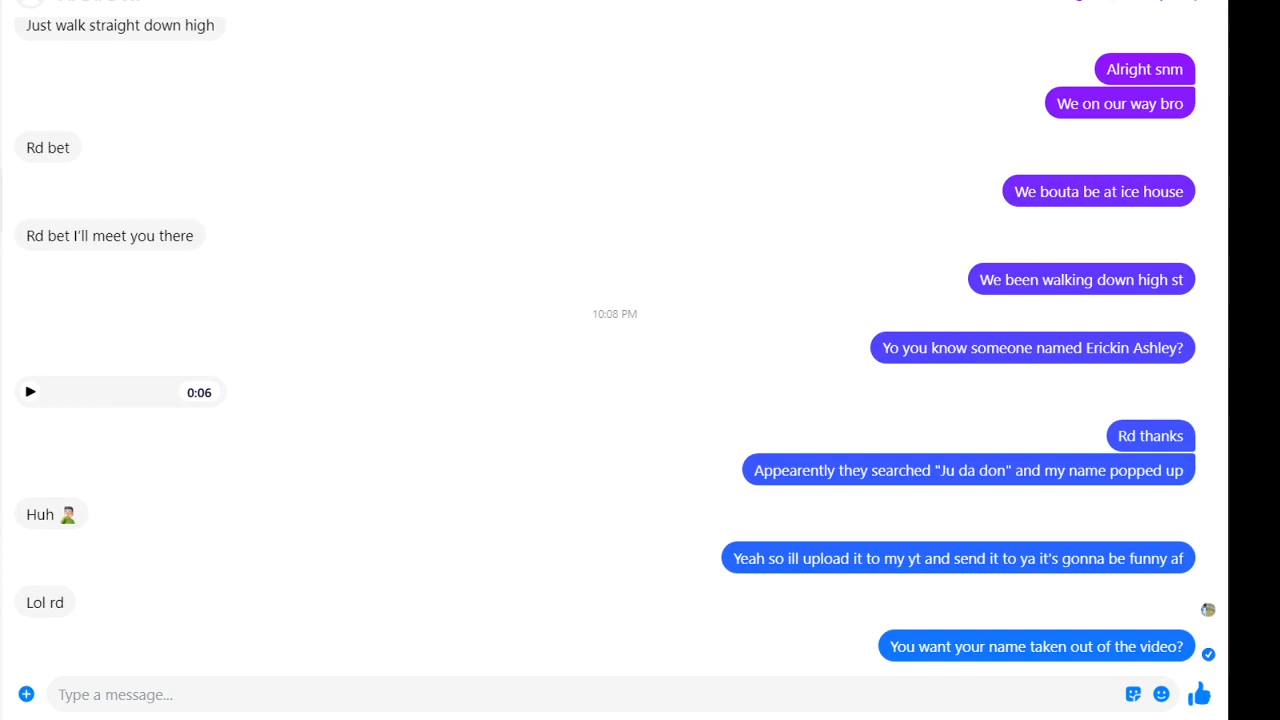 Just walk straight down high
Alright snm
We on our way bro
Rd bet
We bouta be at ice house
Rd bet I'll meet you there
We been walking down high st
10:08 PM
Yo you know someone named Erickin Ashley?
0:06
Rd thanks
Appearently they searched "Ju da don" and my name popped up
Huh
Yeah so ill upload it to my yt and send it to ya it's gonna be funny af
Lol rd
You want your name taken out of the video?
Type a message...